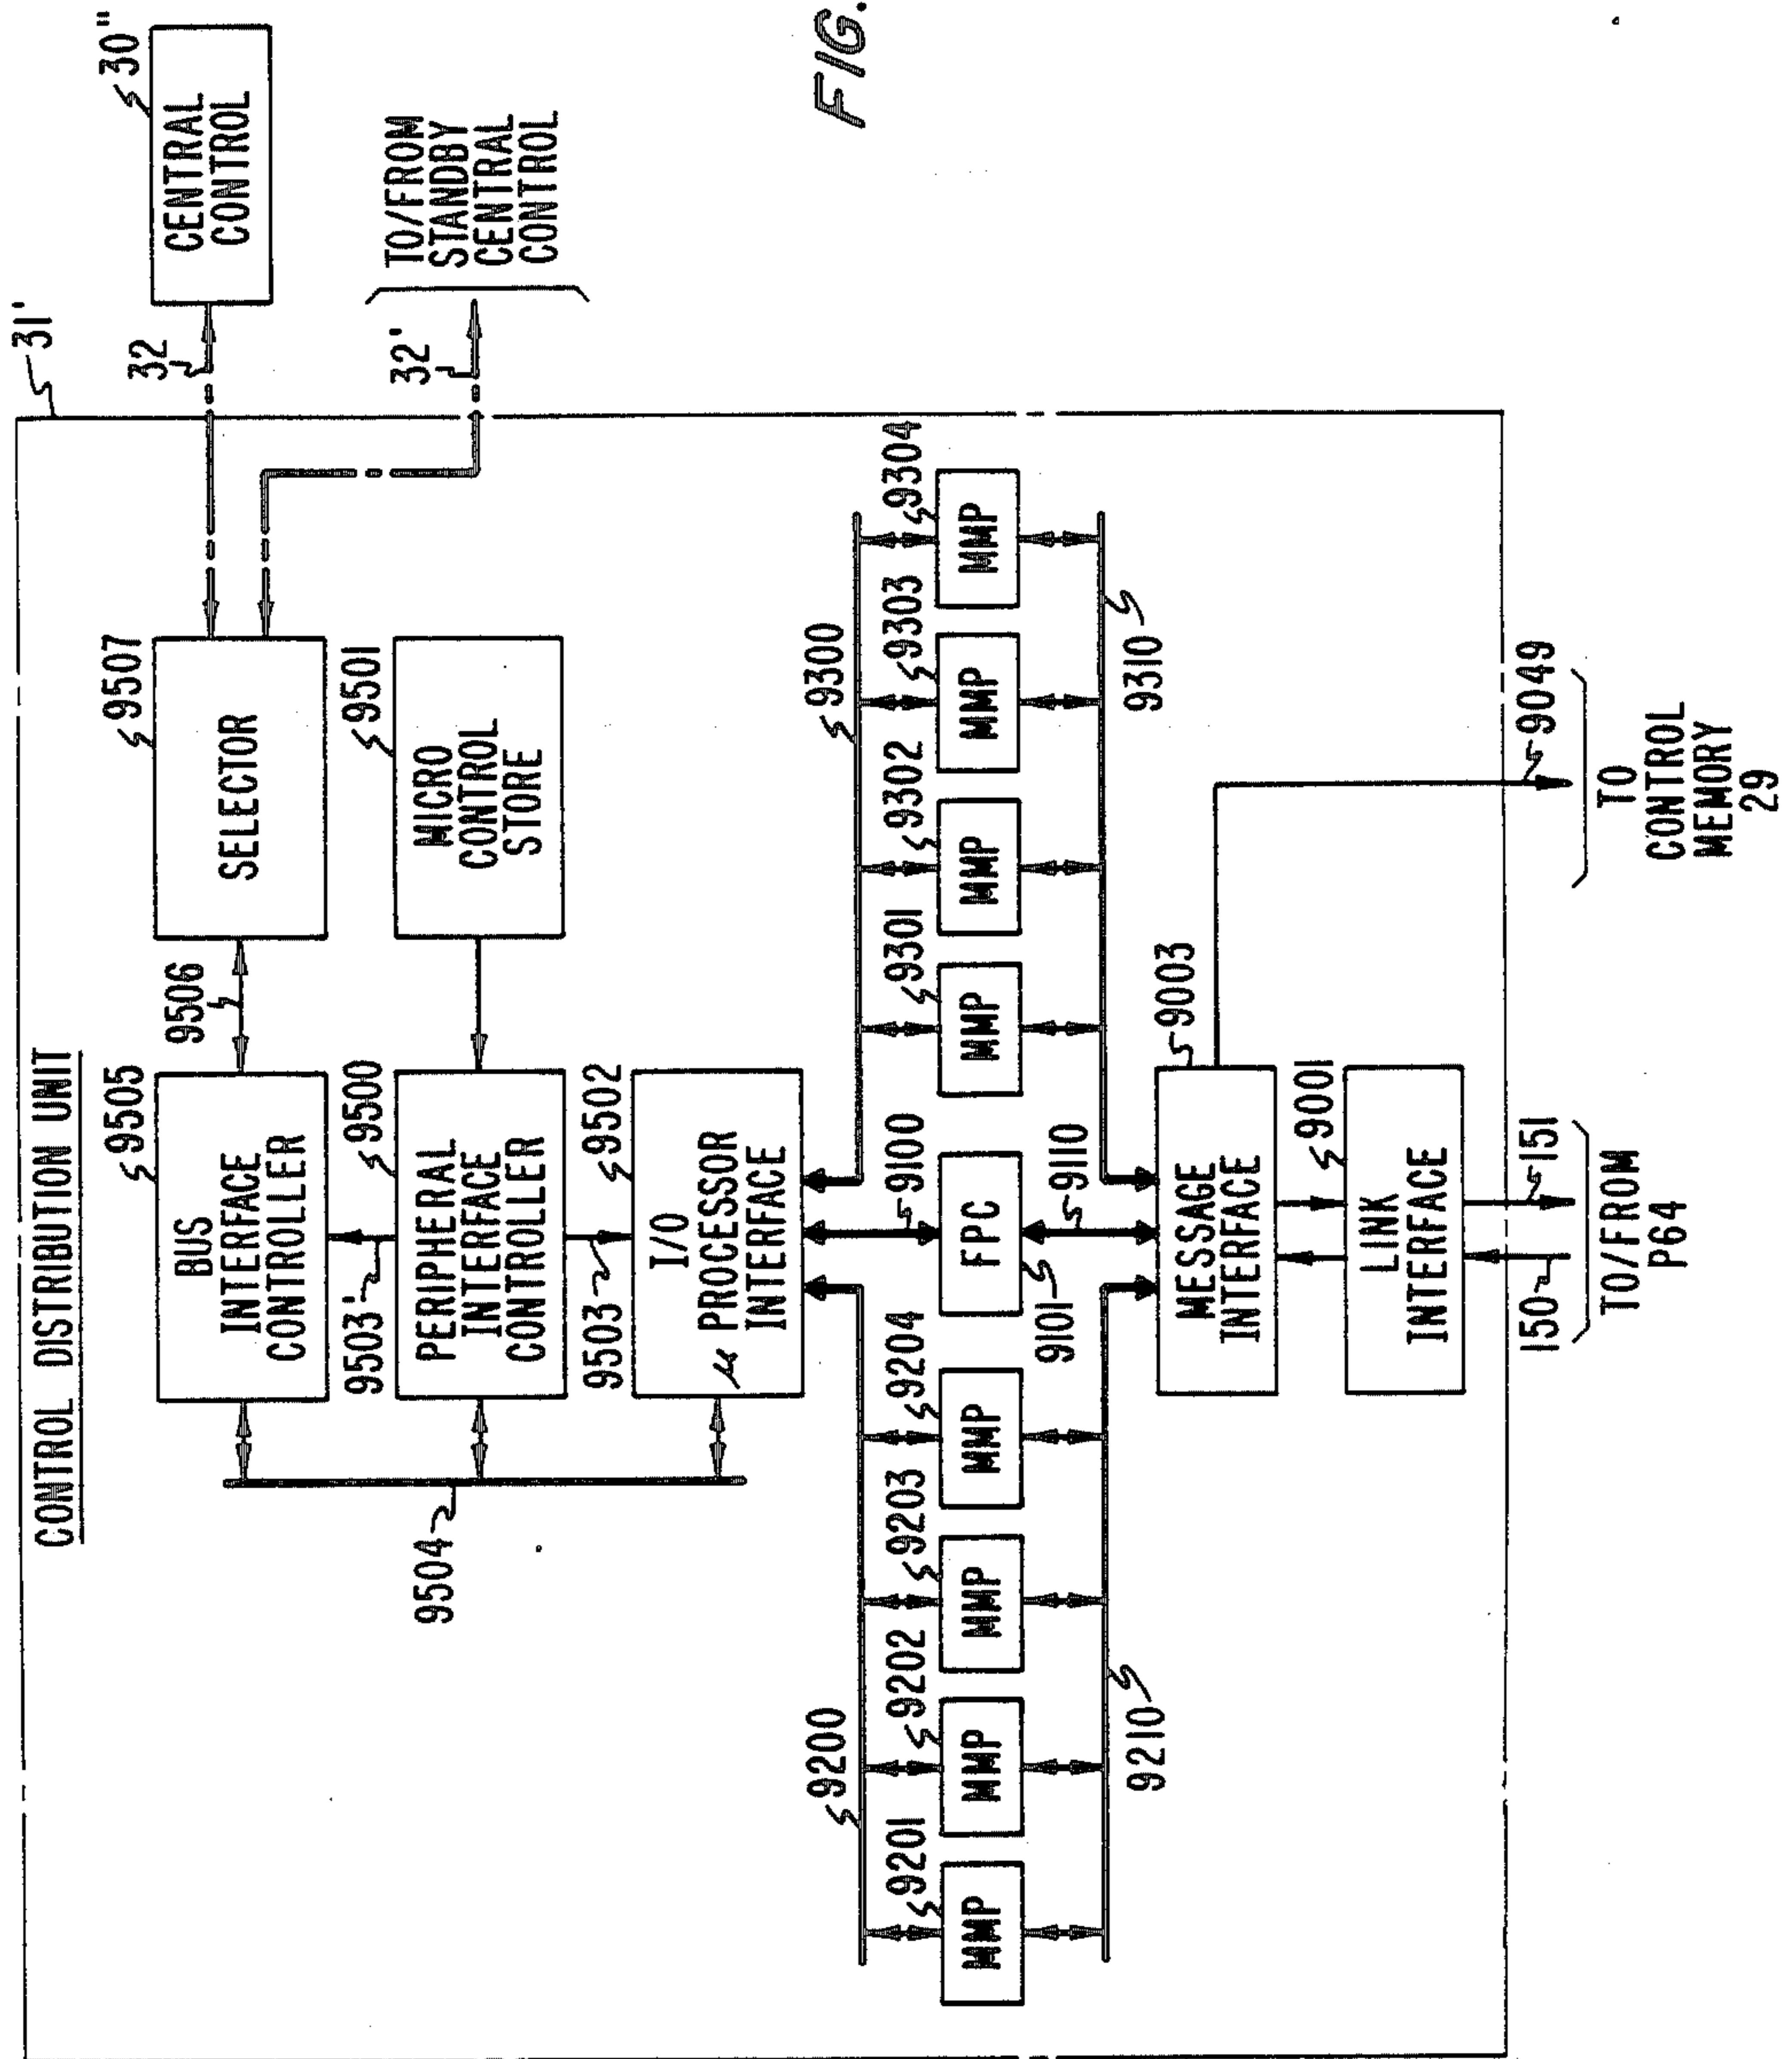 FIG.
CONTROL DISTRIBUTION UNIT
31'
30"
CENTRAL
CONTROL
32
TO/FROM
STANDBY
CENTRAL
CONTROL
32'
9505
BUS
INTERFACE
CONTROLLER
9506
9507
SELECTOR
9503'
9500
PERIPHERAL
INTERFACE
CONTROLLER
9501
MICRO
CONTROL
STORE
9504
9503
9502
I/O
μ PROCESSOR
INTERFACE
9200
9300
9201
MMP
9202
MMP
9203
MMP
9204
MMP
9100
FPC
9101
9301
MMP
9302
MMP
9303
MMP
9304
MMP
9210
9110
9310
9003
MESSAGE
INTERFACE
9001
LINK
INTERFACE
9049
TO
CONTROL
MEMORY
29
150
151
TO/FROM
P64